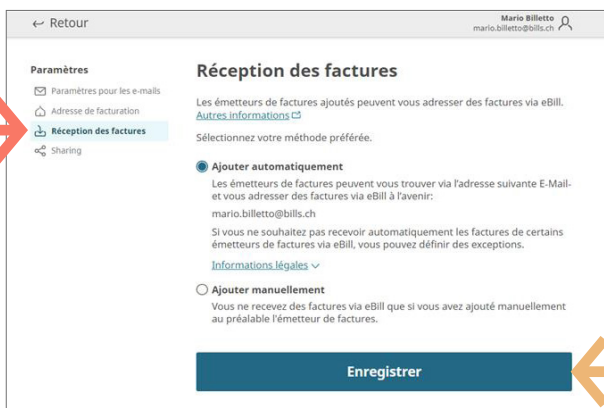 ← Retour
Mario Billetto
mario.billetto@bills.ch
Paramètres
Paramètres pour les e-mails
Adresse de facturation
Réception des factures
Sharing
Réception des factures
Les émetteurs de factures ajoutés peuvent vous adresser des factures via eBill.
Autres informations
Sélectionnez votre méthode préférée.
Ajouter automatiquement
Les émetteurs de factures peuvent vous trouver via l'adresse suivante E-Mail-
et vous adresser des factures via eBill à l'avenir:
mario.billetto@bills.ch
Si vous ne souhaitez pas recevoir automatiquement les factures de certains
émetteurs de factures via eBill, vous pouvez définir des exceptions.
Informations légales
Ajouter manuellement
Vous ne recevez des factures via eBill que si vous avez ajouté manuellement
au préalable l'émetteur de factures.
Enregistrer